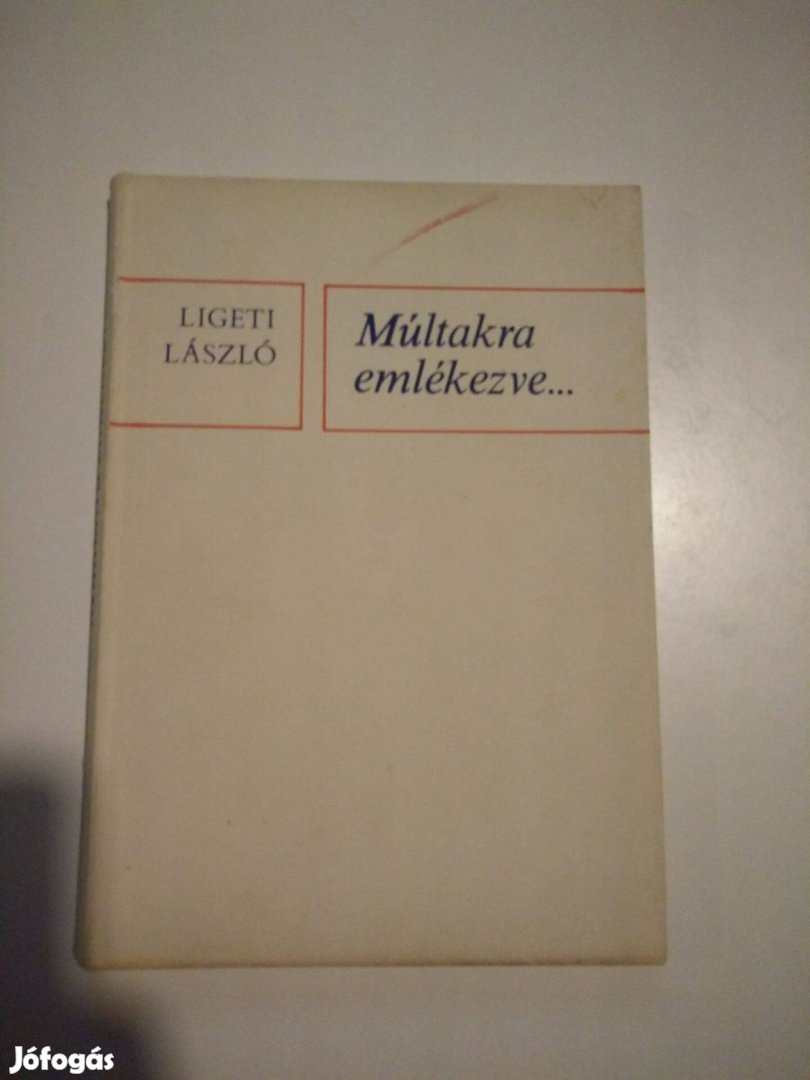 LIGETI
LÁSZLÓ
Múltakra
emlékezve...
Jófogás